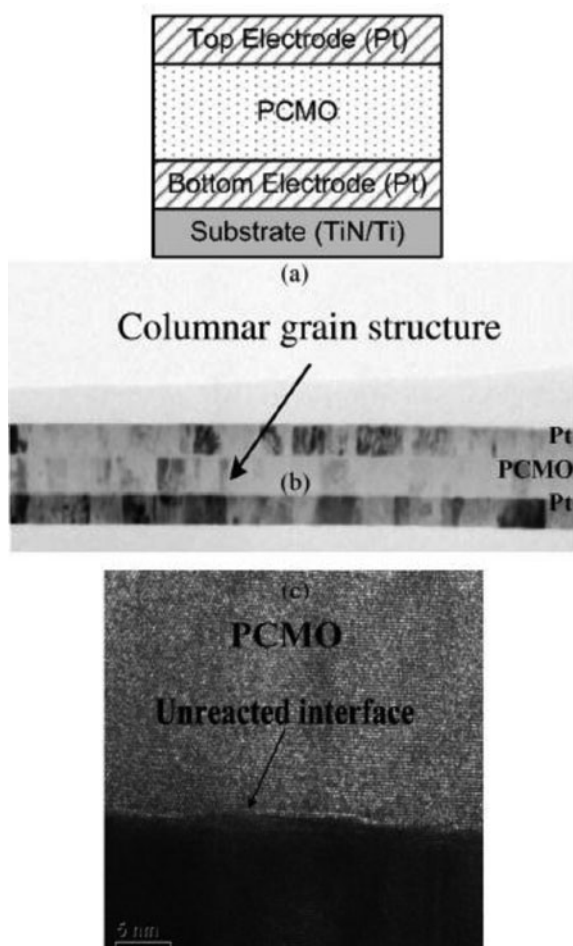 Top Electrode (Pt)
PCMO
Bottom Electrode (Pt)
Substrate (TiN/Ti)
(a)
Columnar grain structure
Pt
PCMO
(b)
Pt
(c)
PCMO
Unreacted interface
5 nm